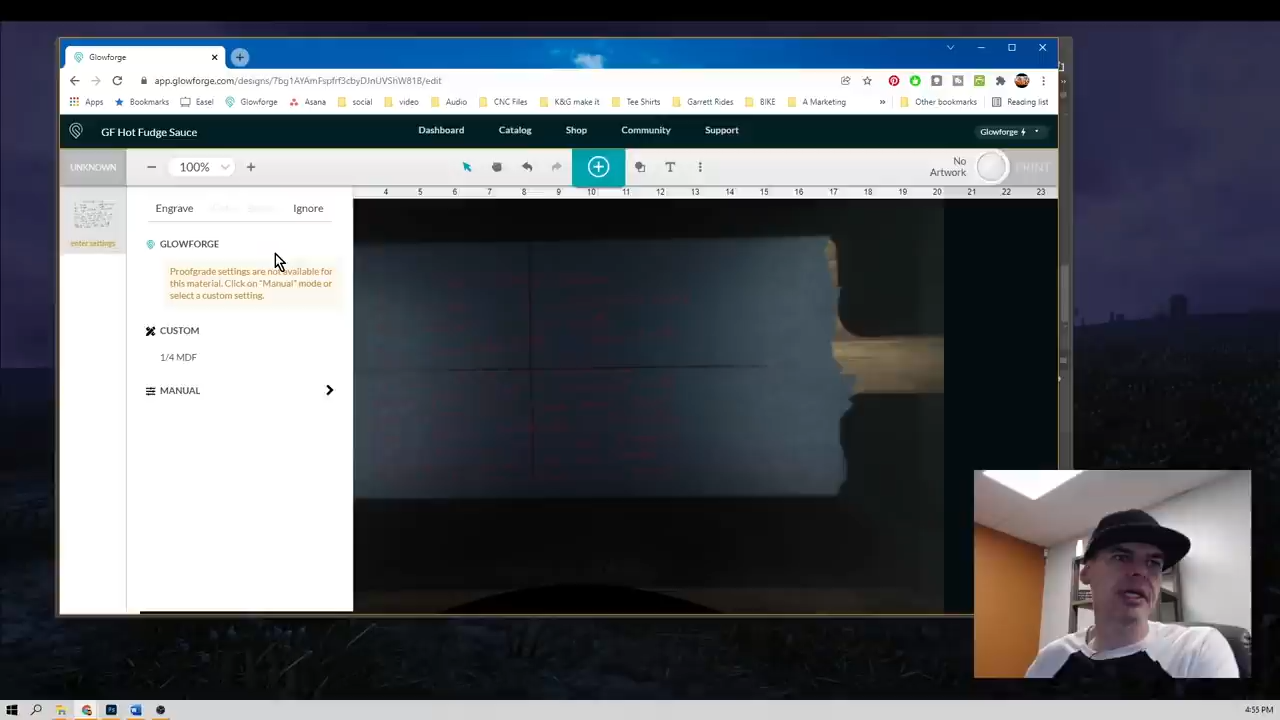 Glowforge
app.glowforge.com/designs/7bg1AYAmFspfrf3cbyDJnUVShW818/edit
Apps Bookmarks Easel Glowforge Asana social video Audio CNC Files K&G make it Tee Shirts Garrett Rides BIKE A Marketing » Other bookmarks Reading list
GF Hot Fudge Sauce Dashboard Catalog Shop Community Support Glowforge
UNKNOWN 100% T No Artwork PRINT
4 5 6 7 8 9 10 11 12 13 14 15 16 17 18 19 20 21 22 23
Engrave Ignore
enter settings
GLOWFORGE
Proofgrade settings are not available for
this material. Click on "Manual" mode or
select a custom setting.
CUSTOM
1/4 MDF
MANUAL
4:55 PM